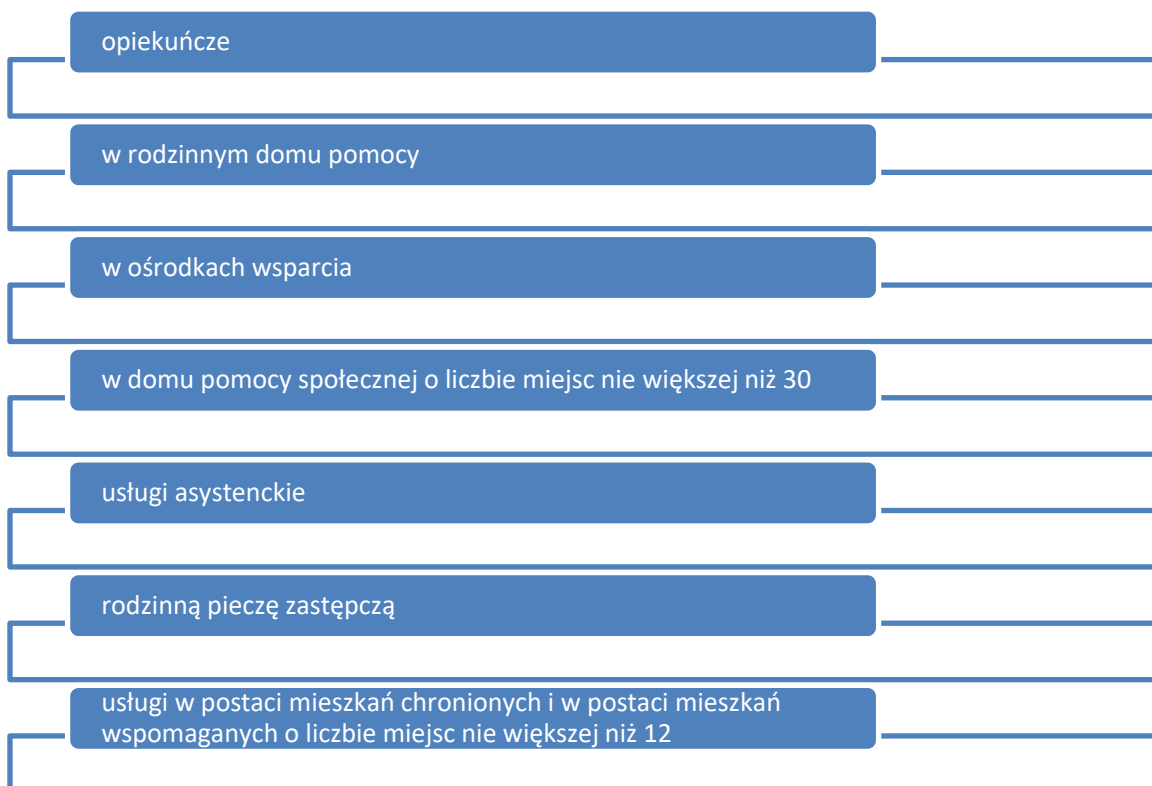 opiekuńcze
w rodzinnym domu pomocy
w ośrodkach wsparcia
w domu pomocy społecznej o liczbie miejsc nie większej niż 30
usługi asystenckie
rodzinną pieczę zastępczą
usługi w postaci mieszkań chronionych i w postaci mieszkań
wspomaganych o liczbie miejsc nie większej niż 12